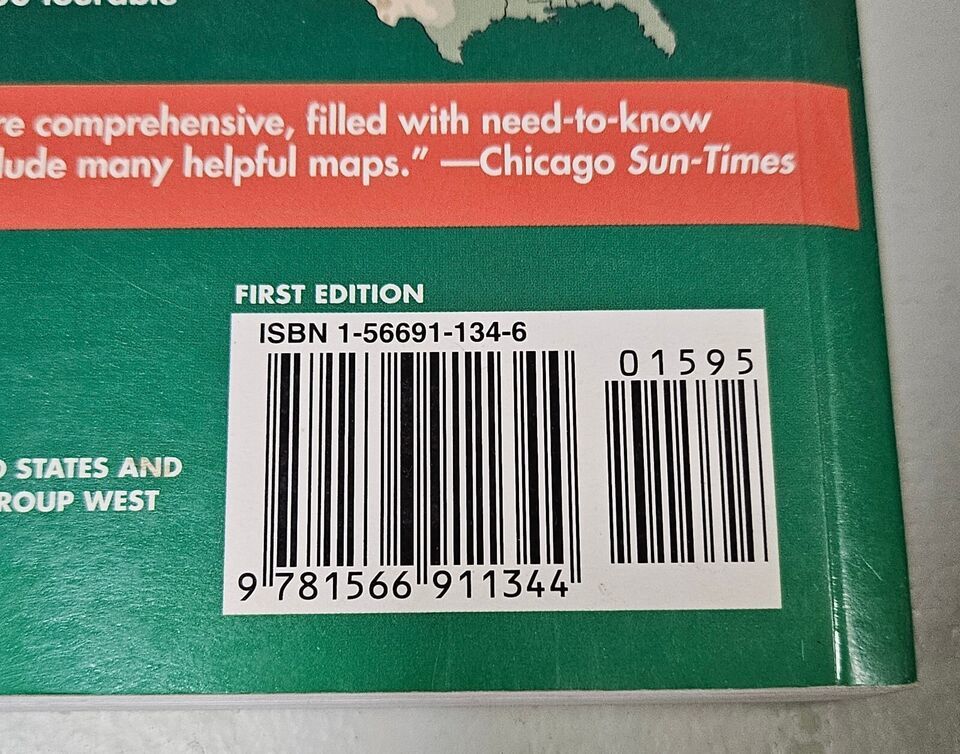 re comprehensive, filled with need-to-know
lude many helpful maps.” —Chicago Sun-Times
FIRST EDITION
ISBN 1-56691-134-6
01595
STATES AND
ROUP WEST
9 781566 911344